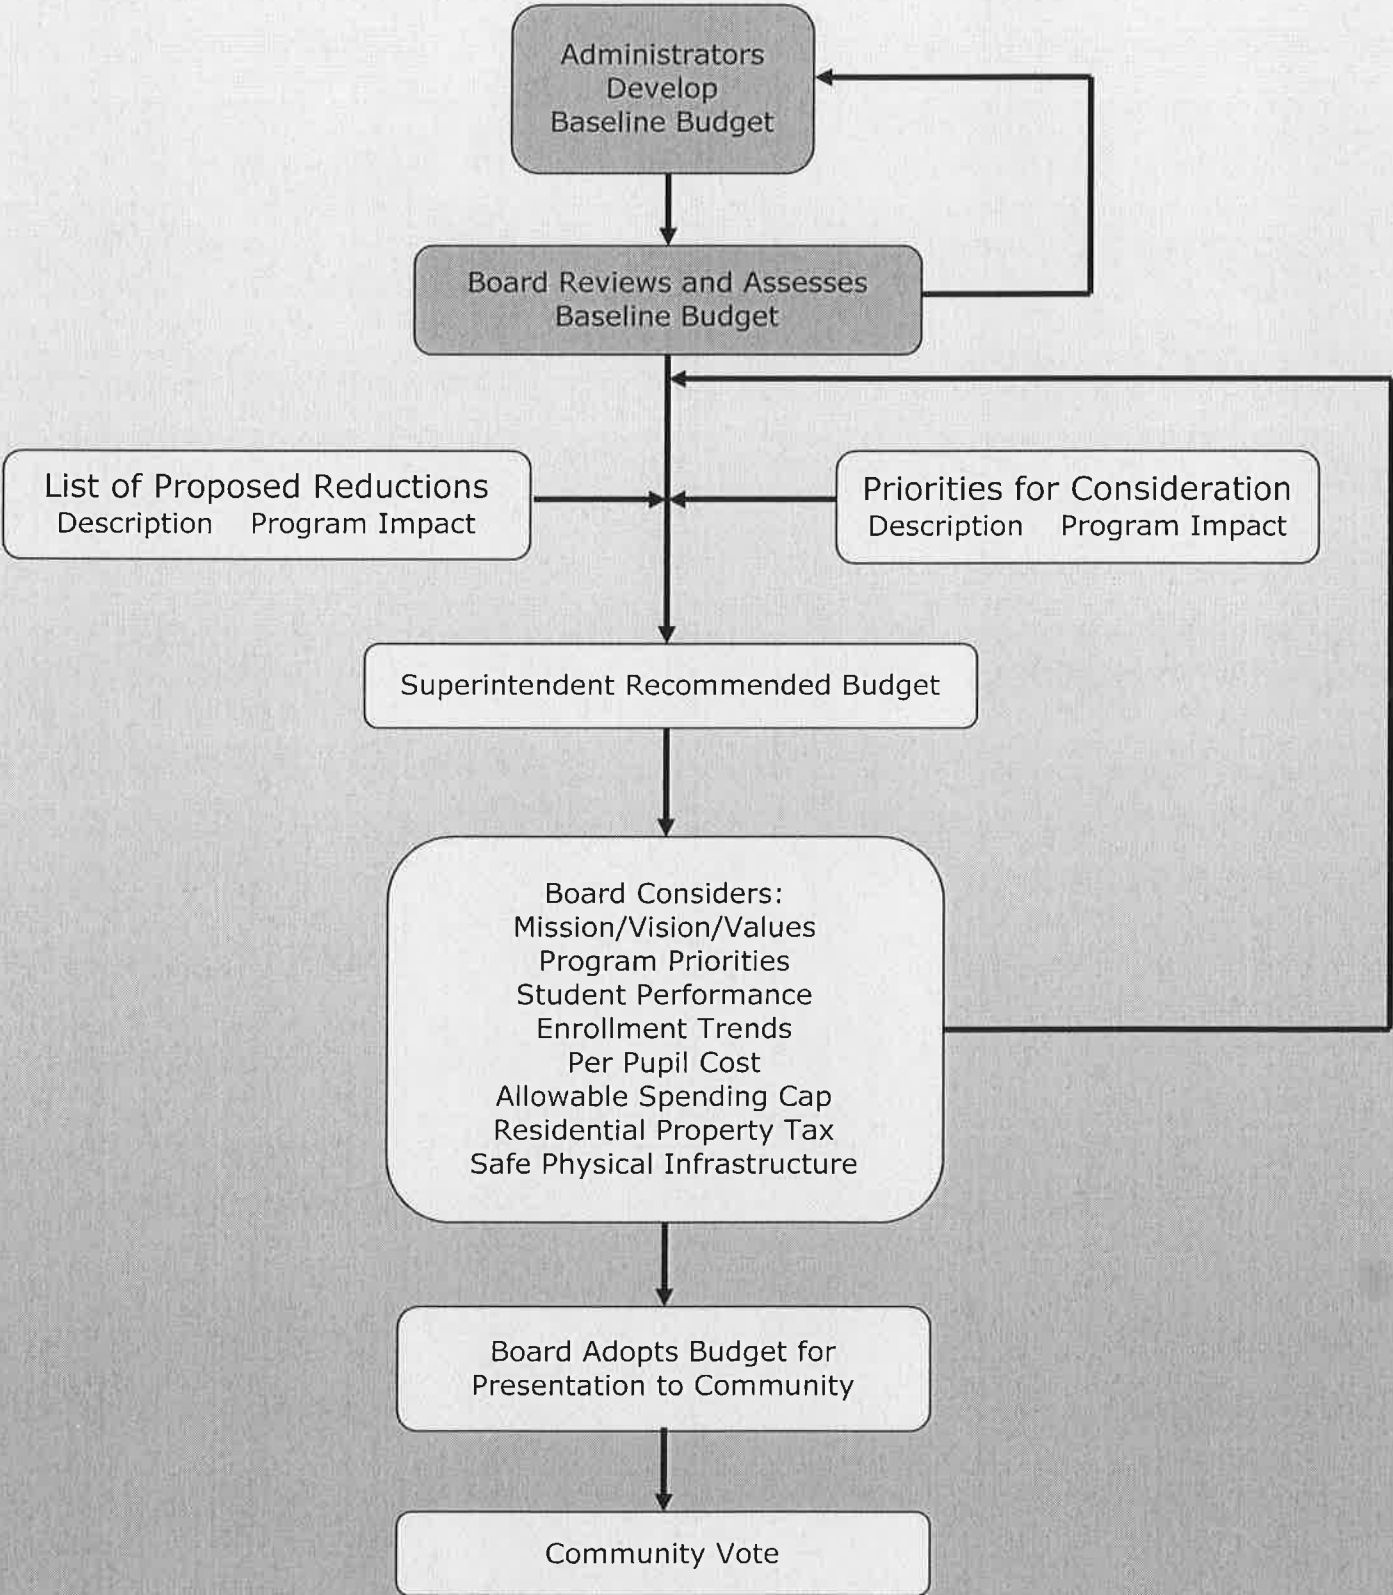 Administrators
Develop
Baseline Budget
Board Reviews and Assesses
Baseline Budget
List of Proposed Reductions
Description Program Impact
Priorities for Consideration
Description Program Impact
Superintendent Recommended Budget
Board Considers:
Mission/Vision/Values
Program Priorities
Student Performance
Enrollment Trends
Per Pupil Cost
Allowable Spending Cap
Residential Property Tax
Safe Physical Infrastructure
Board Adopts Budget for
Presentation to Community
Community Vote